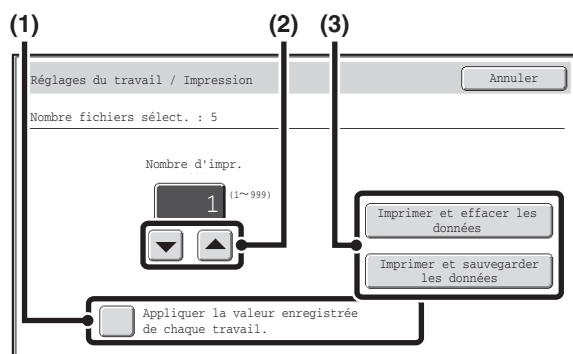 (1) (2) (3)
Réglages du travail / Impression
Annuler
Nombre fichiers sélect. : 5
Nombre d'impr.
1
(1~999)
Imprimer et effacer les
données
Imprimer et sauvegarder
les données
Appliquer la valeur enregistrée
de chaque travail.